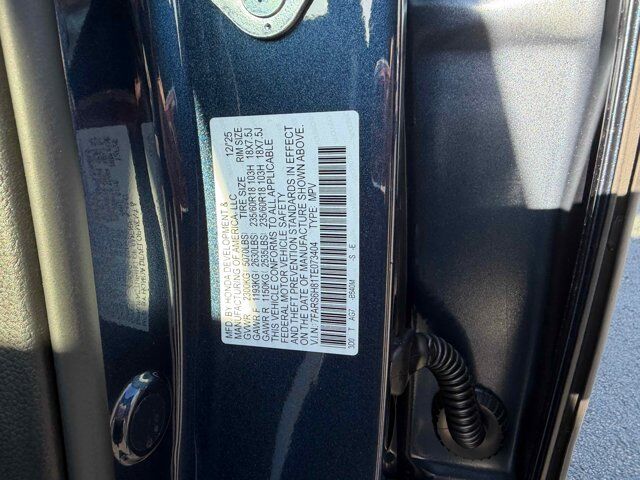 MFD. BY HONDA DEVELOPMENT & 12/25
MANUFACTURING OF AMERICA, LLC TIRE SIZE RIM SIZE
GVWR 2300KG( 5070LBS)
GAWR F 1193KG( 2630LBS) 235/60R18 103H 18X7.5J
GAWR R 1150KG( 2535LBS) 235/60R18 103H 18X7.5J
THIS VEHICLE CONFORMS TO ALL APPLICABLE
FEDERAL MOTOR VEHICLE SAFETY
AND THEFT PREVENTION STANDARDS IN EFFECT
ON THE DATE OF MANUFACTURE SHOWN ABOVE.
V.I.N.: 7FARS6H81TE073404 TYPE: MPV